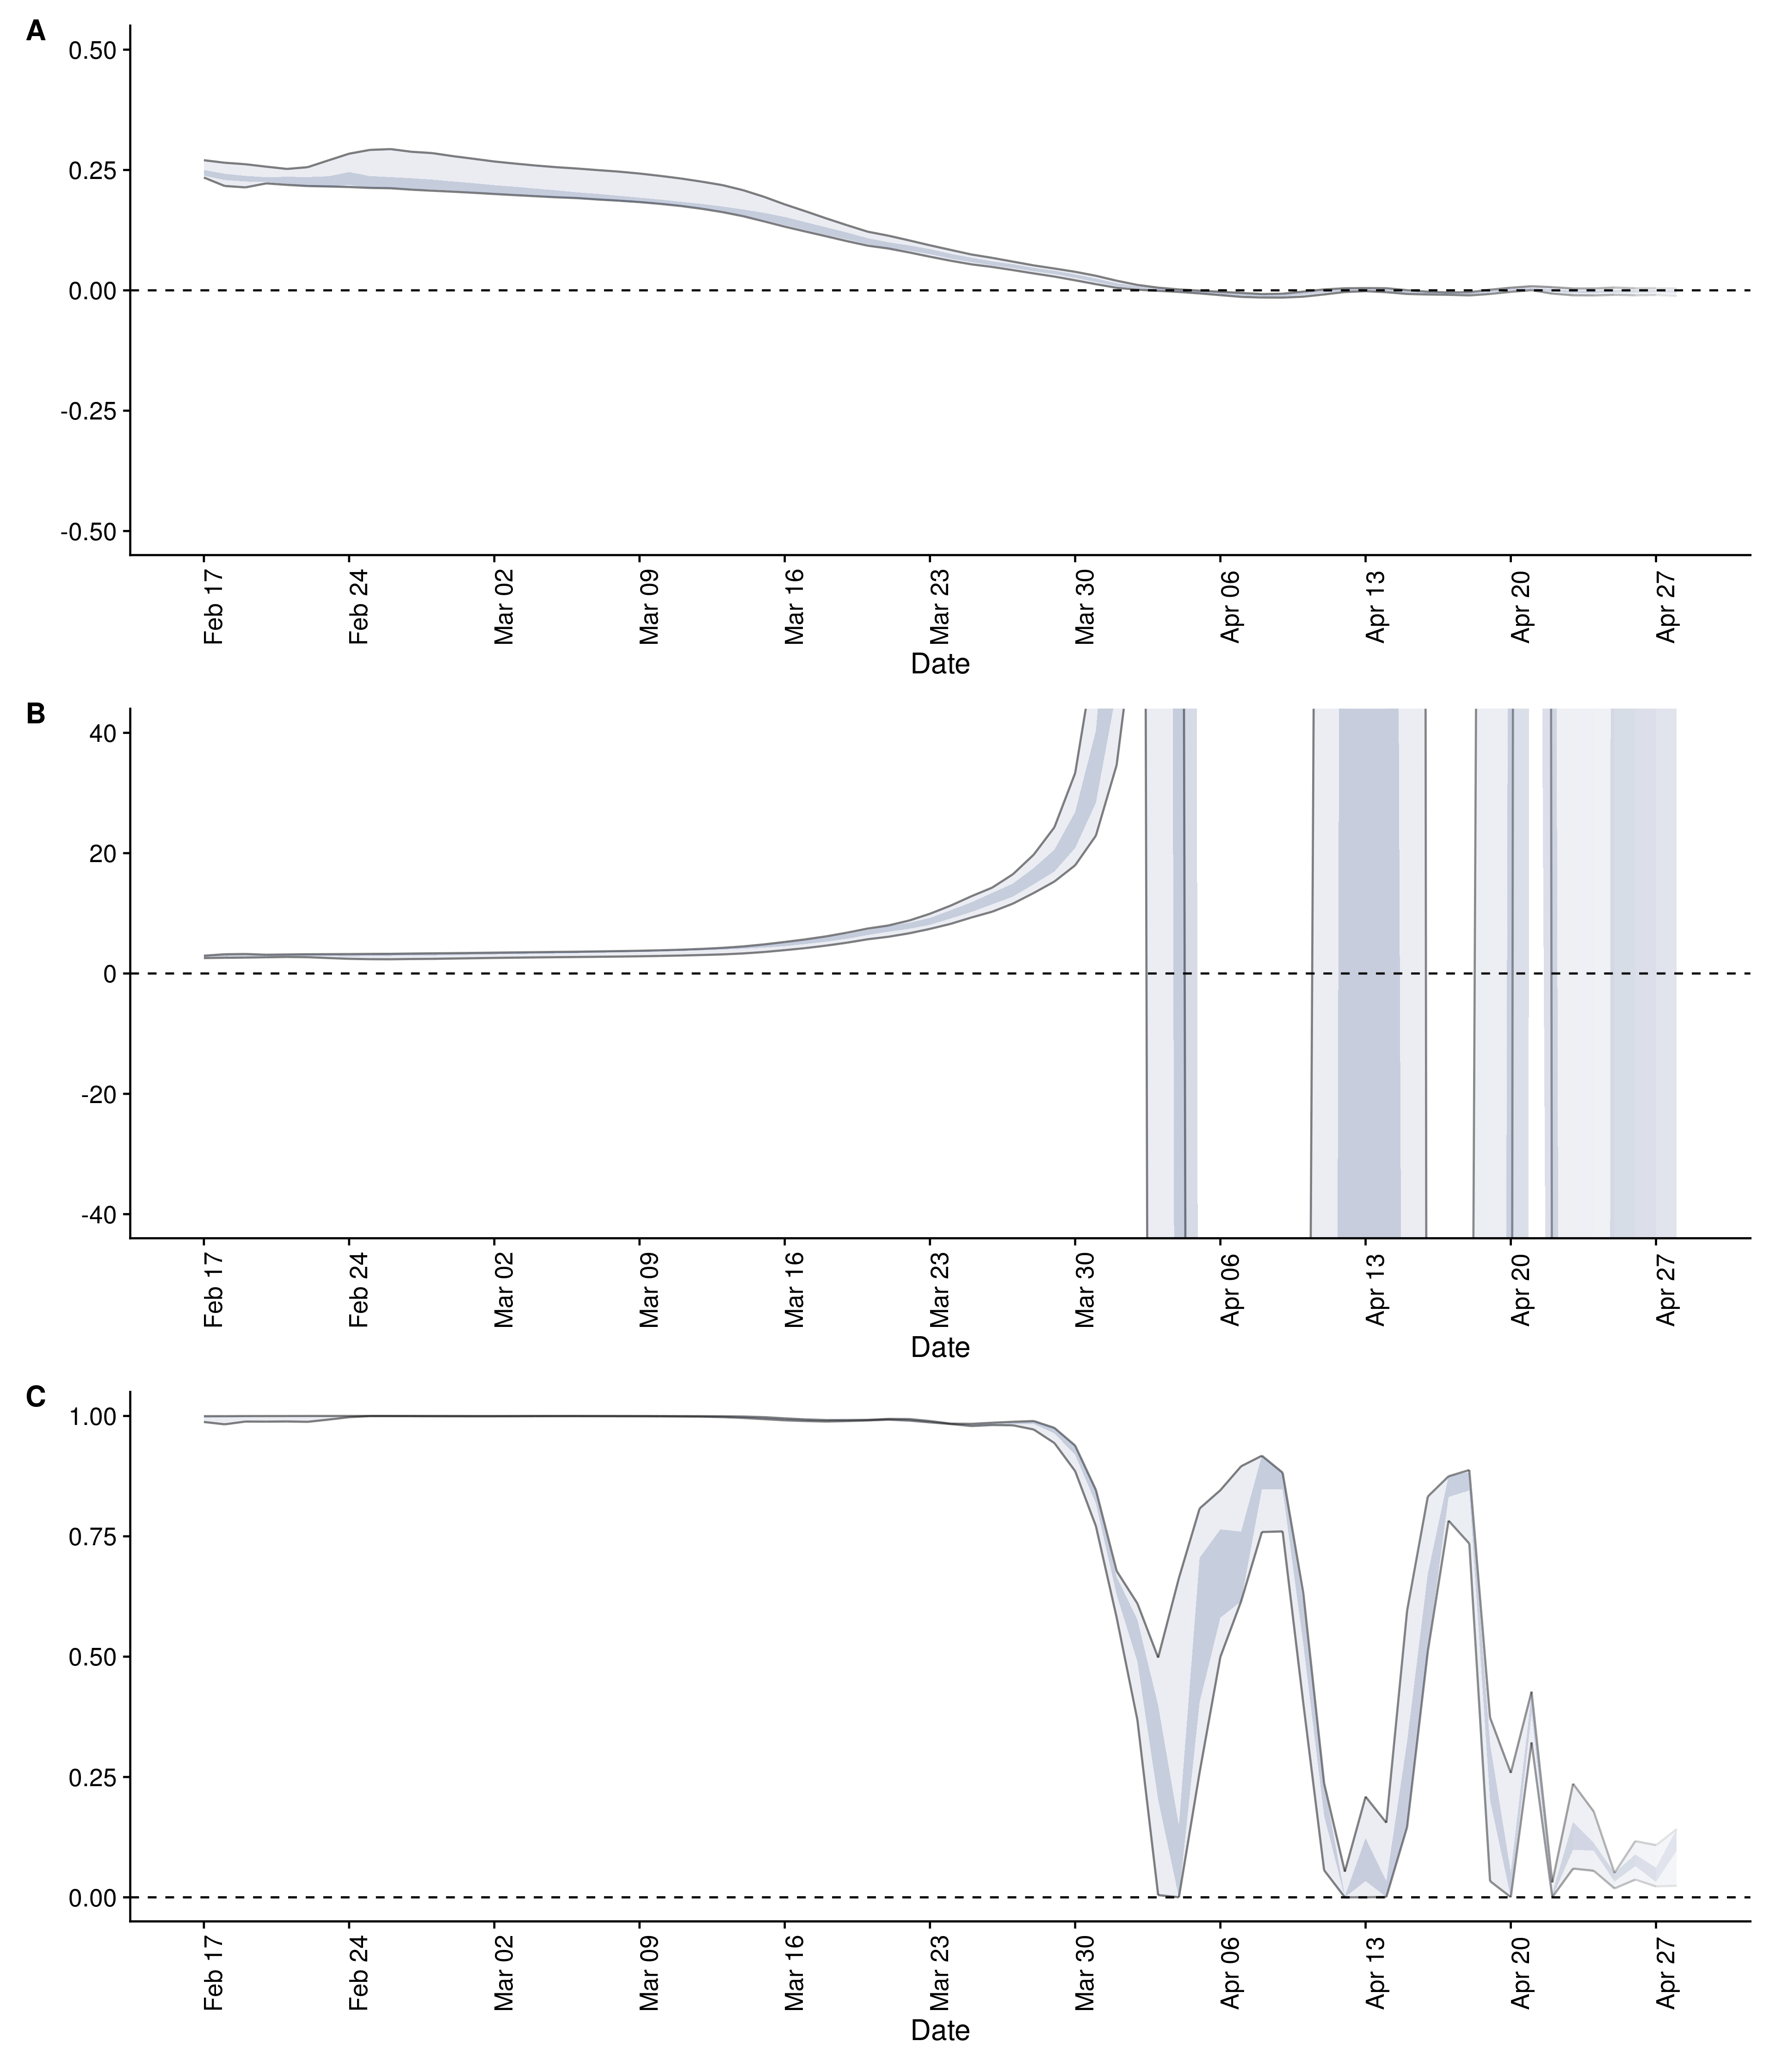 A
0.50
0.25
0.00
-0.25
-0.50
Feb 17
Feb 24
Mar 02
Mar 09
Mar 16
Mar 23
Mar 30
Apr 06
Apr 13
Apr 20
Apr 27
Date
B
40
20
0
-20
-40
Feb 17
Feb 24
Mar 02
Mar 09
Mar 16
Mar 23
Mar 30
Apr 06
Apr 13
Apr 20
Apr 27
Date
C
1.00
0.75
0.50
0.25
0.00
Feb 17
Feb 24
Mar 02
Mar 09
Mar 16
Mar 23
Mar 30
Apr 06
Apr 13
Apr 20
Apr 27
Date